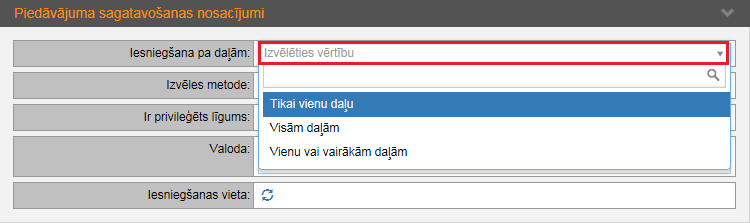 Piedāvājuma sagatavošanas nosacījumi
Iesniegšana pa daļām: Izvēlēties vērtību
Izvēles metode:
Tikai vienu daļu
Ir privileģēts līgums:
Visām daļām
Valoda:
Vienu vai vairākām daļām
Iesniegšanas vieta: